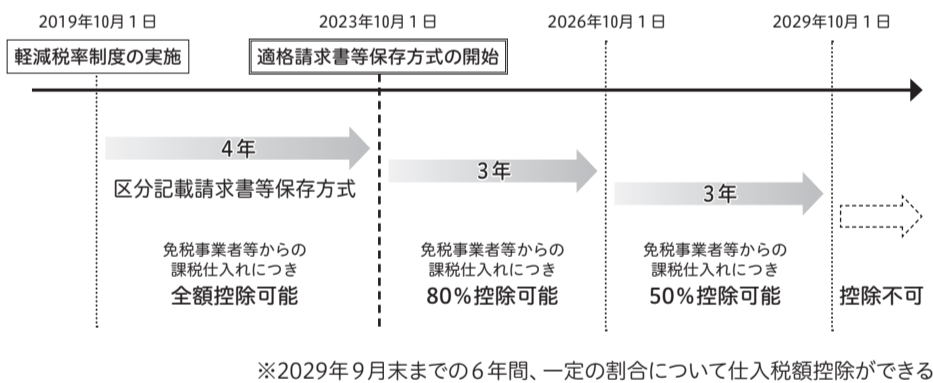 2019年10月1日
2023年10月1日
2026年10月1日
2029年10月1日
軽減税率制度の実施
適格請求書等保存方式の開始
4年
3年
3年
区分記載請求書等保存方式
免税事業者等からの
課税仕入れにつき
全額控除可能
免税事業者等からの
課税仕入れにつき
80%控除可能
免税事業者等からの
課税仕入れにつき
50%控除可能
控除不可
※2029年9月末までの6年間、一定の割合について仕入税額控除ができる